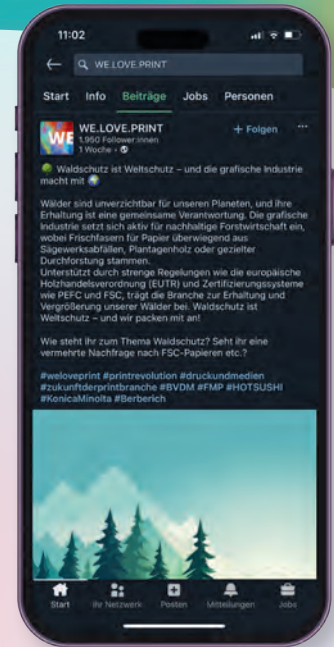 11:02
WE.LOVE.PRINT
Start Info Beiträge Jobs Personen
WE
WE.LOVE.PRINT
1.950 Follower:innen
1 Woche •
+ Folgen ...
Waldschutz ist Weltschutz – und die grafische Industrie
macht mit
Wälder sind unverzichtbar für unseren Planeten, und ihre
Erhaltung ist eine gemeinsame Verantwortung. Die grafische
Industrie setzt sich aktiv für nachhaltige Forstwirtschaft ein,
wobei Frischfasern für Papier überwiegend aus
Sägewerksabfällen, Plantagenholz oder gezielter
Durchforstung stammen.
Unterstützt durch strenge Regelungen wie die europäische
Holzhandelsverordnung (EUTR) und Zertifizierungssysteme
wie PEFC und FSC, trägt die Branche zur Erhaltung und
Vergrößerung unserer Wälder bei. Waldschutz ist
Weltschutz – und wir packen mit an!
Wie steht ihr zum Thema Waldschutz? Seht ihr eine
vermehrte Nachfrage nach FSC-Papieren etc.?
#weloveprint #printrevolution #druckundmedien
#zukunftderprintbranche #BVDM #FMP #HOTSUSHI
#KonicaMinolta #Berberich
Start Ihr Netzwerk Posten Mitteilungen Jobs